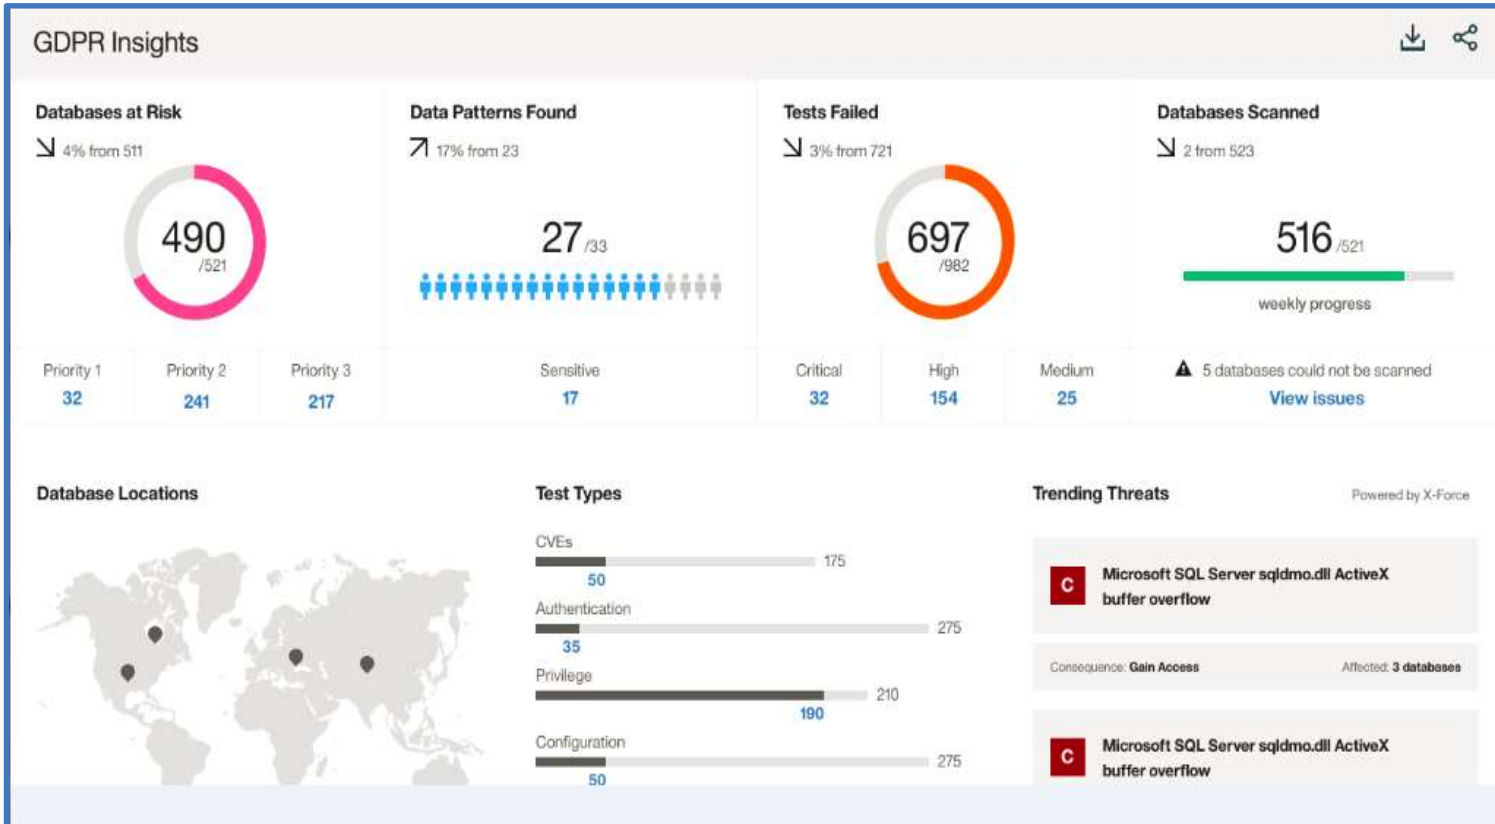 GDPR Insights
Databases at Risk
4% from 511
490
/521
Priority 1
32
Priority 2
241
Priority 3
217
Data Patterns Found
17% from 23
27 /33
Sensitive
17
Tests Failed
3% from 721
697
/982
Critical
32
High
154
Medium
25
Databases Scanned
2 from 523
516 /521
weekly progress
5 databases could not be scanned
View issues
Database Locations
Test Types
CVEs
175
50
Authentication
275
35
Privilege
210
190
Configuration
275
50
Trending Threats
Powered by X-Force
C
Microsoft SQL Server sqldmo.dll ActiveX
buffer overflow
Consequence: Gain Access
Affected: 3 databases
C
Microsoft SQL Server sqldmo.dll ActiveX
buffer overflow